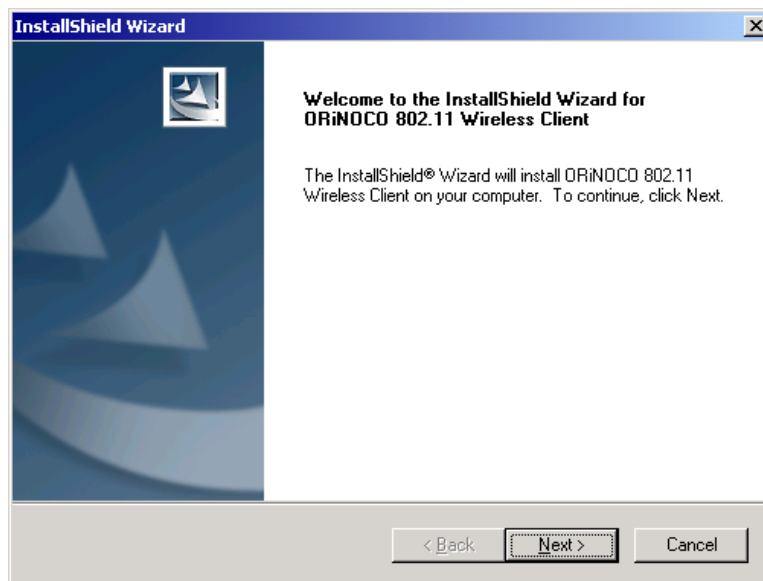 InstallShield Wizard
Welcome to the InstallShield Wizard for
ORiNOCO 802.11 Wireless Client
The InstallShield® Wizard will install ORiNOCO 802.11
Wireless Client on your computer. To continue, click Next.
< Back
Next >
Cancel